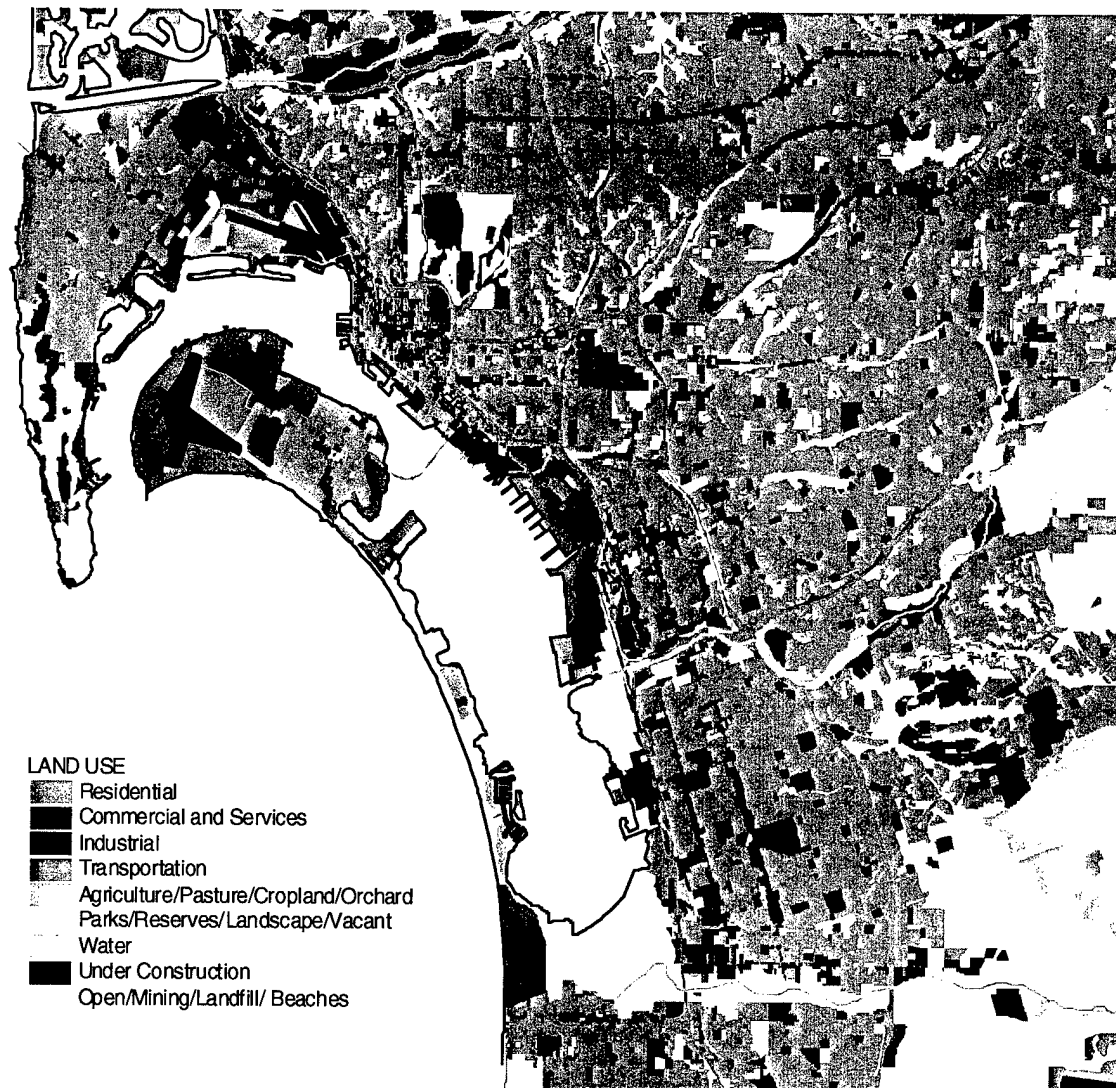 LAND USE
Residential
Commercial and Services
Industrial
Transportation
Agriculture/Pasture/Cropland/Orchard
Parks/Reserves/Landscape/Vacant
Water
Under Construction
Open/Mining/Landfill/ Beaches